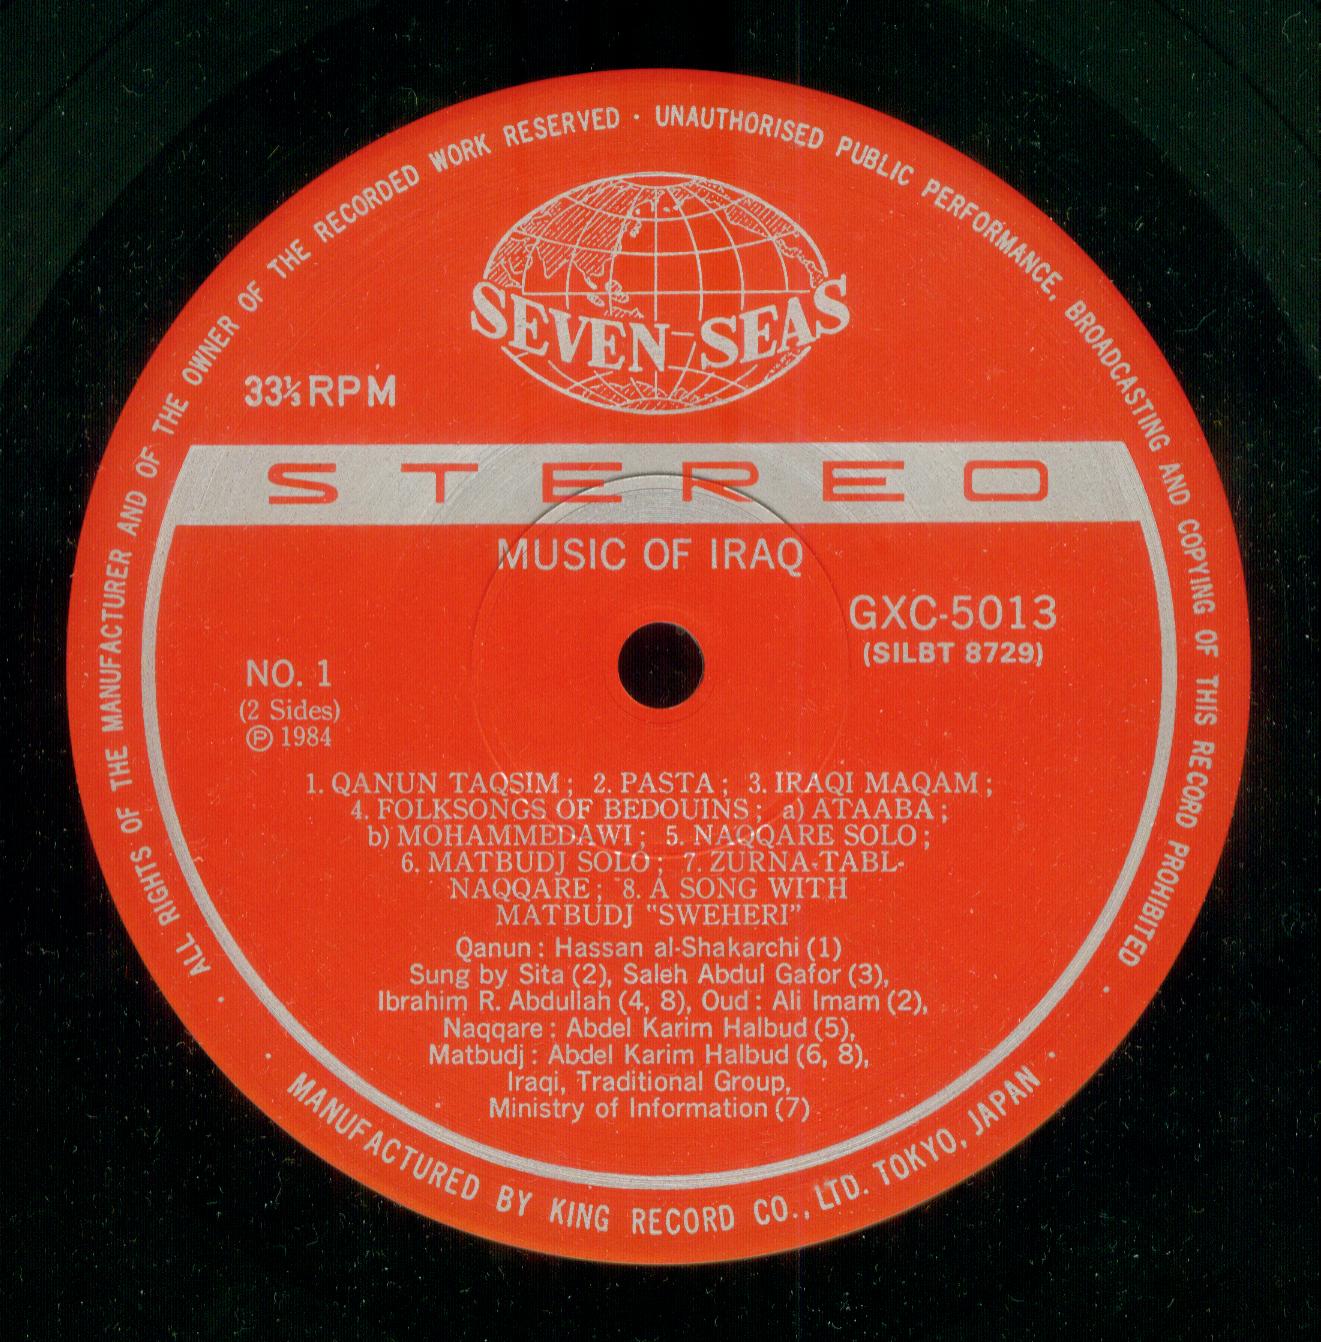 ALL RIGHTS OF THE MANUFACTURER AND OF THE OWNER OF THE RECORDED WORK RESERVED · UNAUTHORISED PUBLIC PERFORMANCE, BROADCASTING AND COPYING OF THIS RECORD PROHIBITED
SEVEN SEAS
33⅓ RPM
STEREO
MUSIC OF IRAQ
GXC-5013
(SILBT 8729)
NO. 1
(2 Sides)
Ⓟ 1984
1. QANUN TAQSIM; 2. PASTA; 3. IRAQI MAQAM;
4. FOLKSONGS OF BEDOUINS; a) ATAABA;
b) MOHAMMEDAWI; 5. NAQQARE SOLO;
6. MATBUDJ SOLO; 7. ZURNA-TABL-
NAQQARE; 8. A SONG WITH
MATBUDJ “SWEHERI”
Qanun : Hassan al-Shakarchi (1)
Sung by Sita (2), Saleh Abdul Gafor (3),
Ibrahim R. Abdullah (4, 8), Oud : Ali Imam (2),
Naqqare : Abdel Karim Halbud (5),
Matbudj : Abdel Karim Halbud (6, 8),
Iraqi, Traditional Group,
Ministry of Information (7)
· MANUFACTURED BY KING RECORD CO., LTD. TOKYO, JAPAN ·